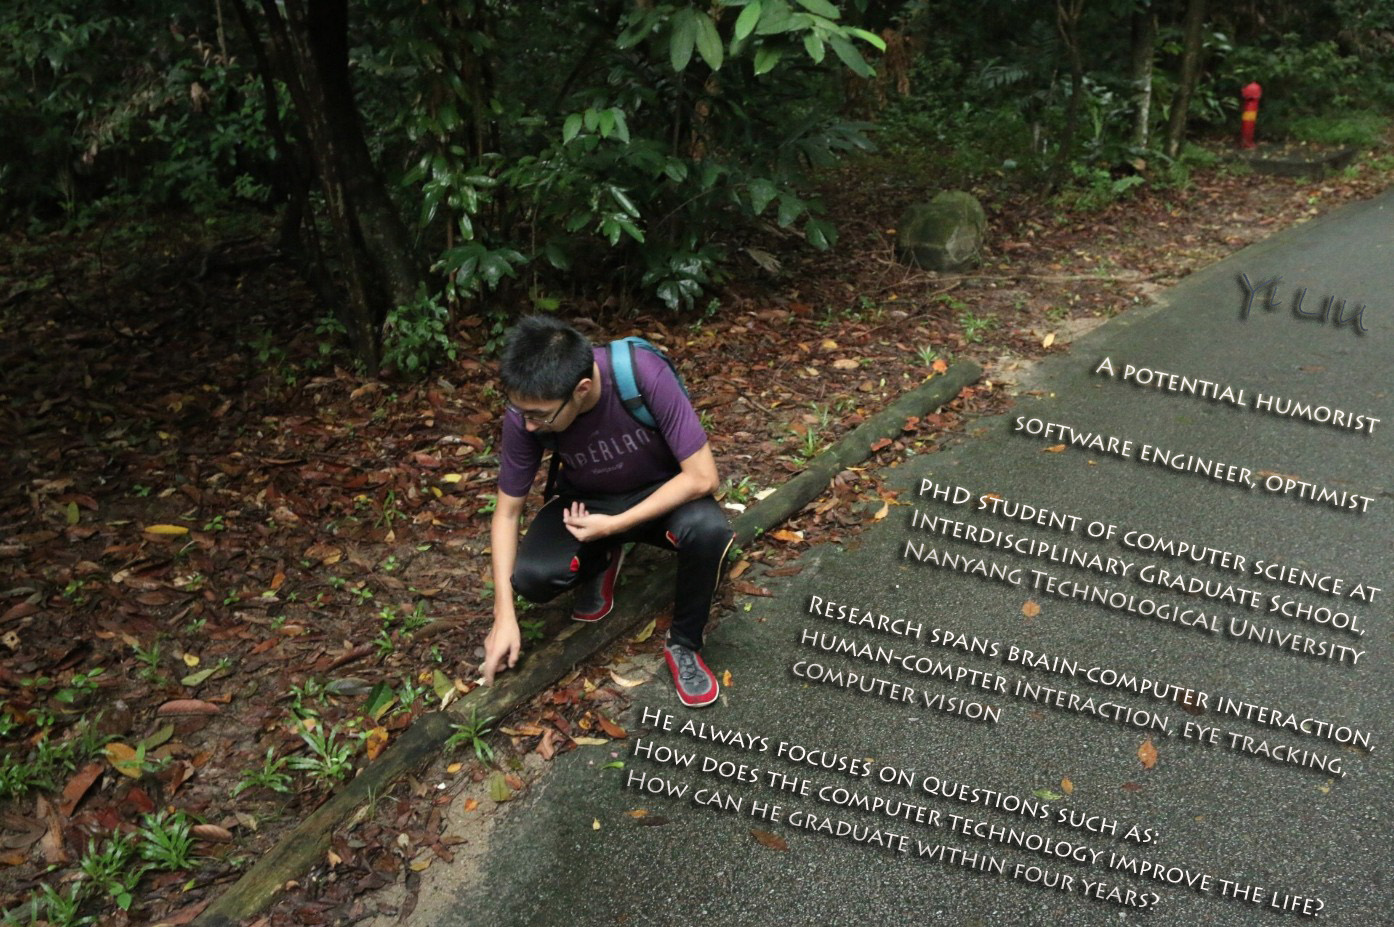 Yi Liu
A potential humorist
software engineer, optimist
PhD student of computer science at
Interdisciplinary Graduate School,
Nanyang Technological University
Research spans brain-computer interaction,
human-compter interaction, eye tracking,
computer vision
He always focuses on questions such as:
How does the computer technology improve the life?
How can he graduate within four years?